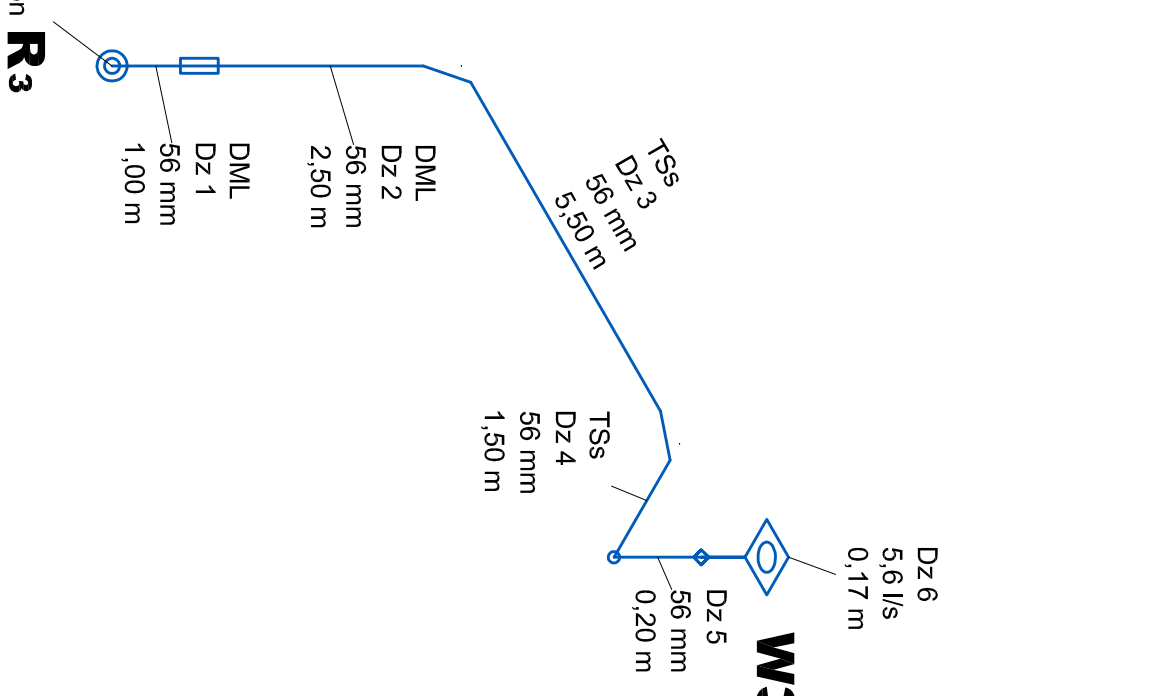 R3
DML
Dz 1
56 mm
1,00 m
DML
Dz 2
56 mm
2,50 m
TSs
Dz 3
56 mm
5,50 m
TSs
Dz 4
56 mm
1,50 m
Dz 5
56 mm
0,20 m
Dz 6
5,6 l/s
0,17 m